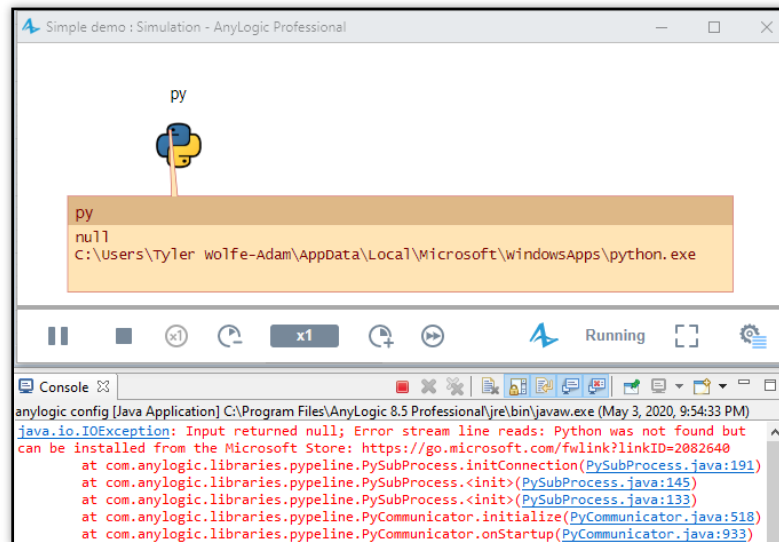 Simple demo : Simulation - AnyLogic Professional
py
py
null
C:\Users\Tyler Wolfe-Adam\AppData\Local\Microsoft\WindowsApps\python.exe
x1
x1
Running
Console
anylogic config [Java Application] C:\Program Files\AnyLogic 8.5 Professional\jre\bin\javaw.exe (May 3, 2020, 9:54:33 PM)
java.io.IOException: Input returned null; Error stream line reads: Python was not found but
can be installed from the Microsoft Store: https://go.microsoft.com/fwlink?linkID=2082640
at com.anylogic.libraries.pypeline.PySubProcess.initConnection(PySubProcess.java:191)
at com.anylogic.libraries.pypeline.PySubProcess.<init>(PySubProcess.java:145)
at com.anylogic.libraries.pypeline.PySubProcess.<init>(PySubProcess.java:133)
at com.anylogic.libraries.pypeline.PyCommunicator.initialize(PyCommunicator.java:518)
at com.anylogic.libraries.pypeline.PyCommunicator.onStartup(PyCommunicator.java:933)